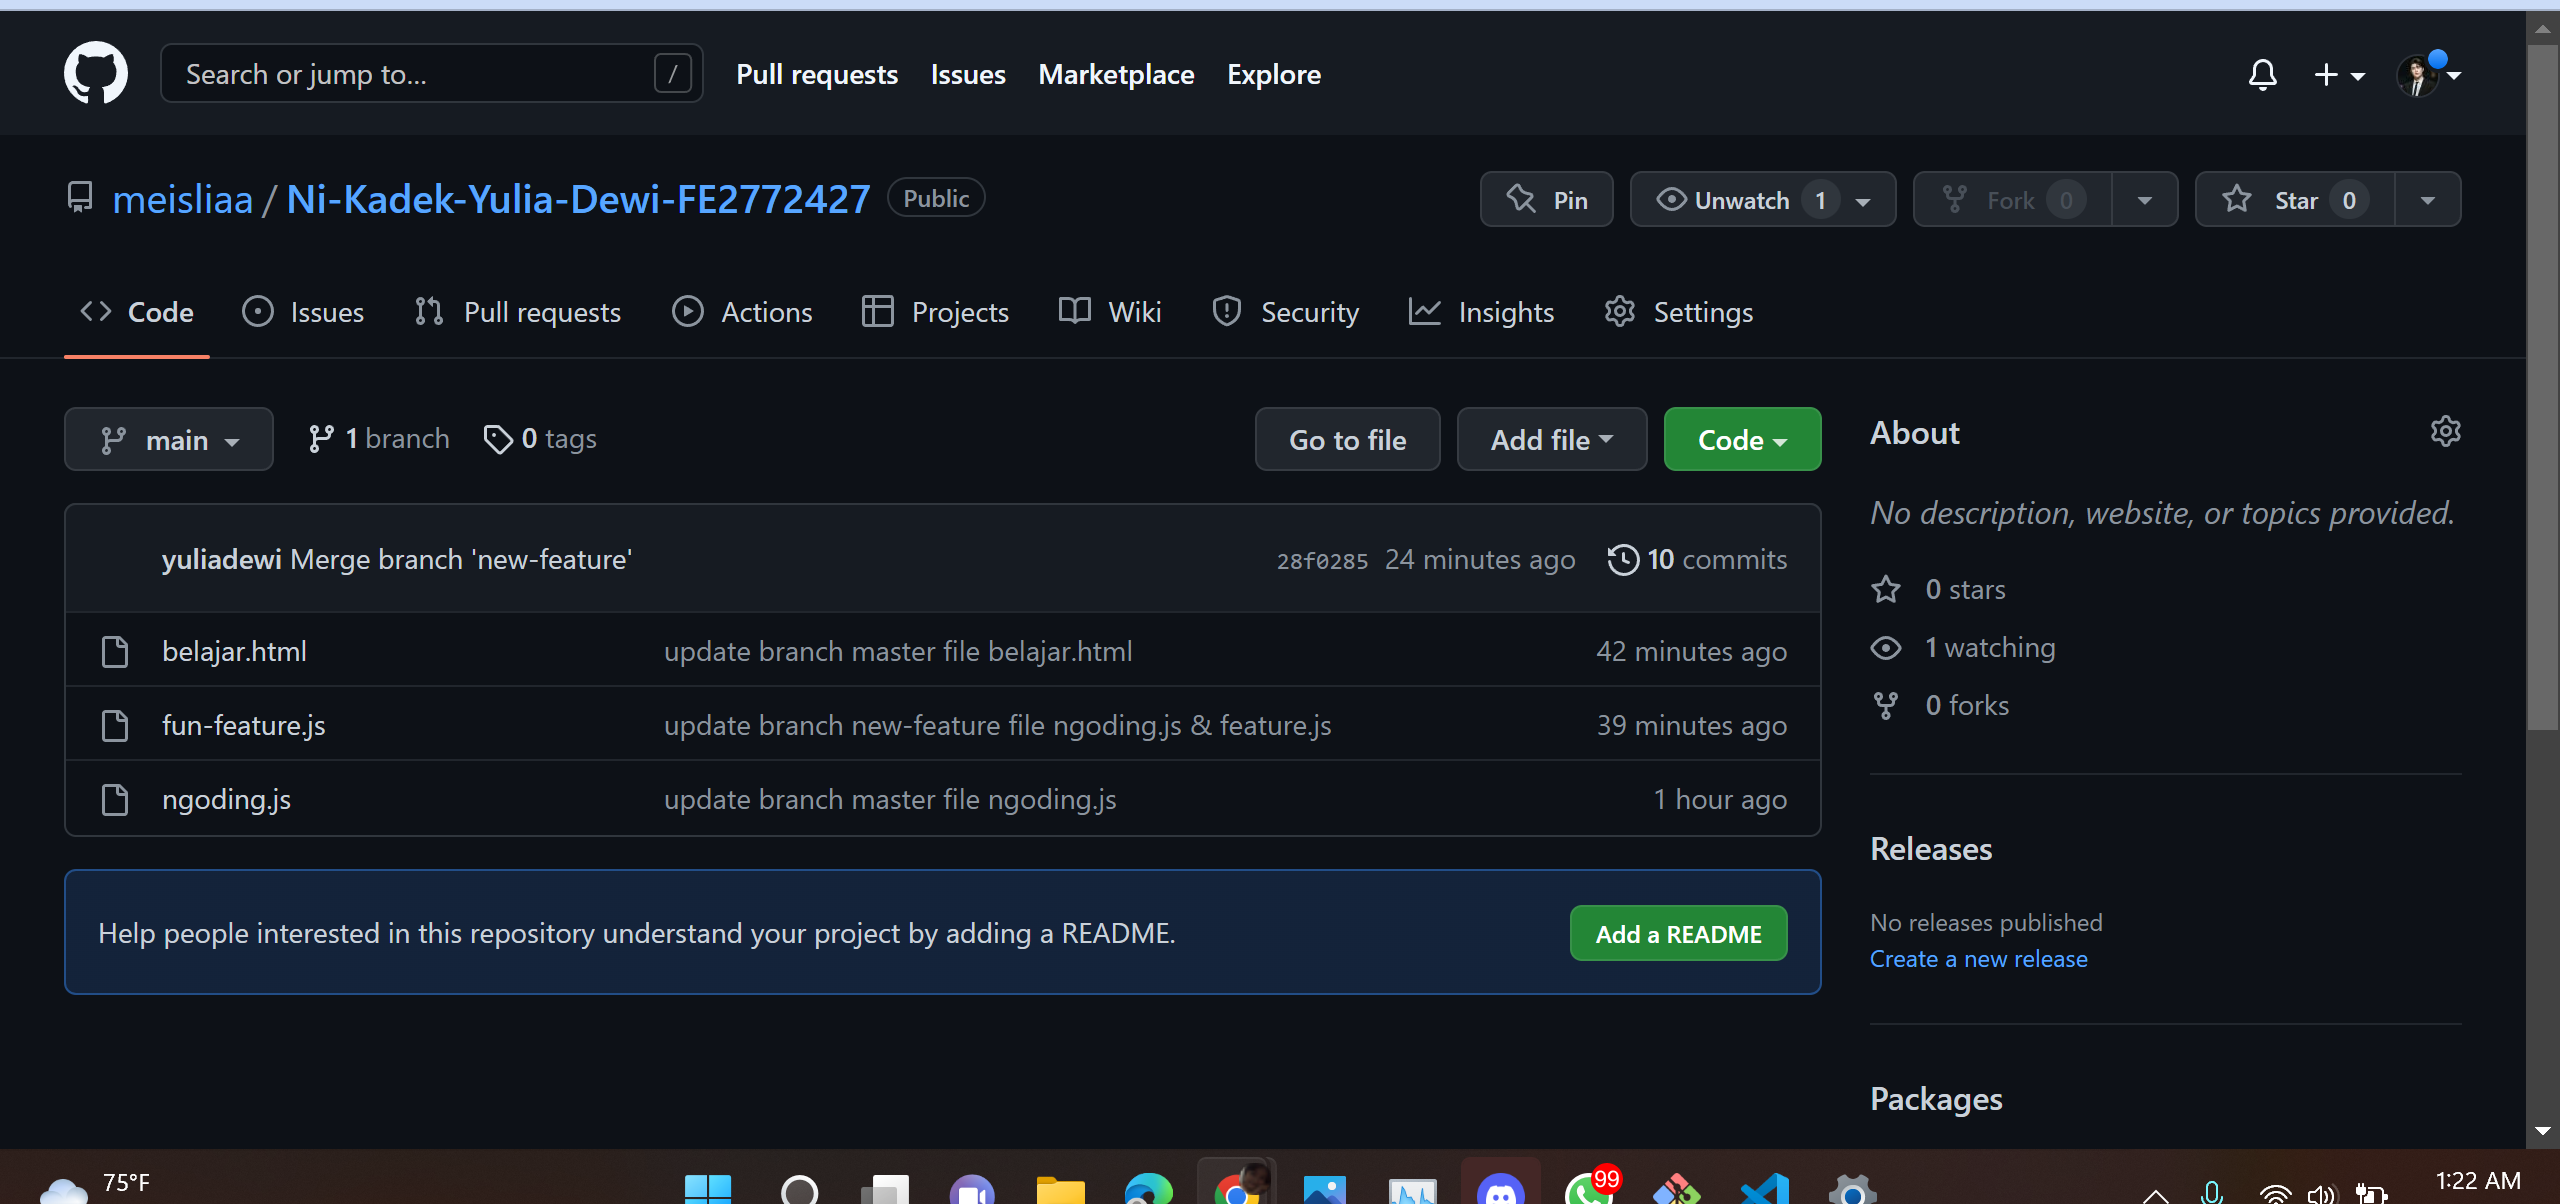 Search or jump to... /
Pull requests Issues Marketplace Explore
meisliaa / Ni-Kadek-Yulia-Dewi-FE2772427 Public
Pin Unwatch 1 Fork 0 Star 0
Code Issues Pull requests Actions Projects Wiki Security Insights Settings
main 1 branch 0 tags Go to file Add file Code
yuliadewi Merge branch 'new-feature' 28f0285 24 minutes ago 10 commits
belajar.html update branch master file belajar.html 42 minutes ago
fun-feature.js update branch new-feature file ngoding.js & feature.js 39 minutes ago
ngoding.js update branch master file ngoding.js 1 hour ago
Help people interested in this repository understand your project by adding a README. Add a README
About
No description, website, or topics provided.
0 stars
1 watching
0 forks
Releases
No releases published
Create a new release
Packages
75°F 99 1:22 AM